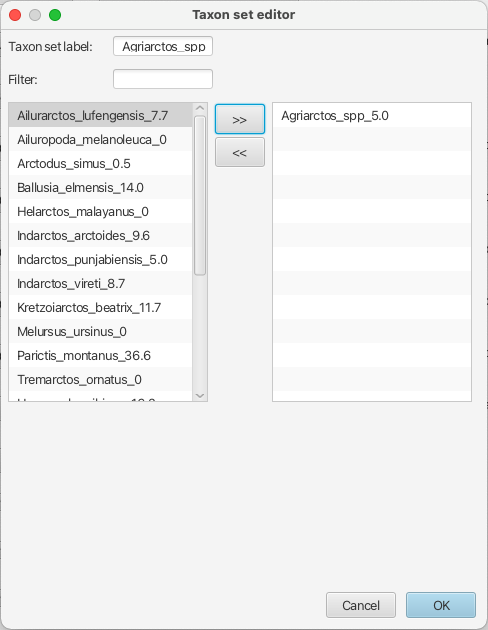 Taxon set editor
Taxon set label:
Agriarctos_spp
Filter:
Ailurarctos_lufengensis_7.7
Ailuropoda_melanoleuca_0
Arctodus_simus_0.5
Ballusia_elmensis_14.0
Helarctos_malayanus_0
Indarctos_arctoides_9.6
Indarctos_punjabiensis_5.0
Indarctos_vireti_8.7
Kretzoiarctos_beatrix_11.7
Melursus_ursinus_0
Parictis_montanus_36.6
Tremarctos_ornatus_0
>>
<<
Agriarctos_spp_5.0
Cancel
OK